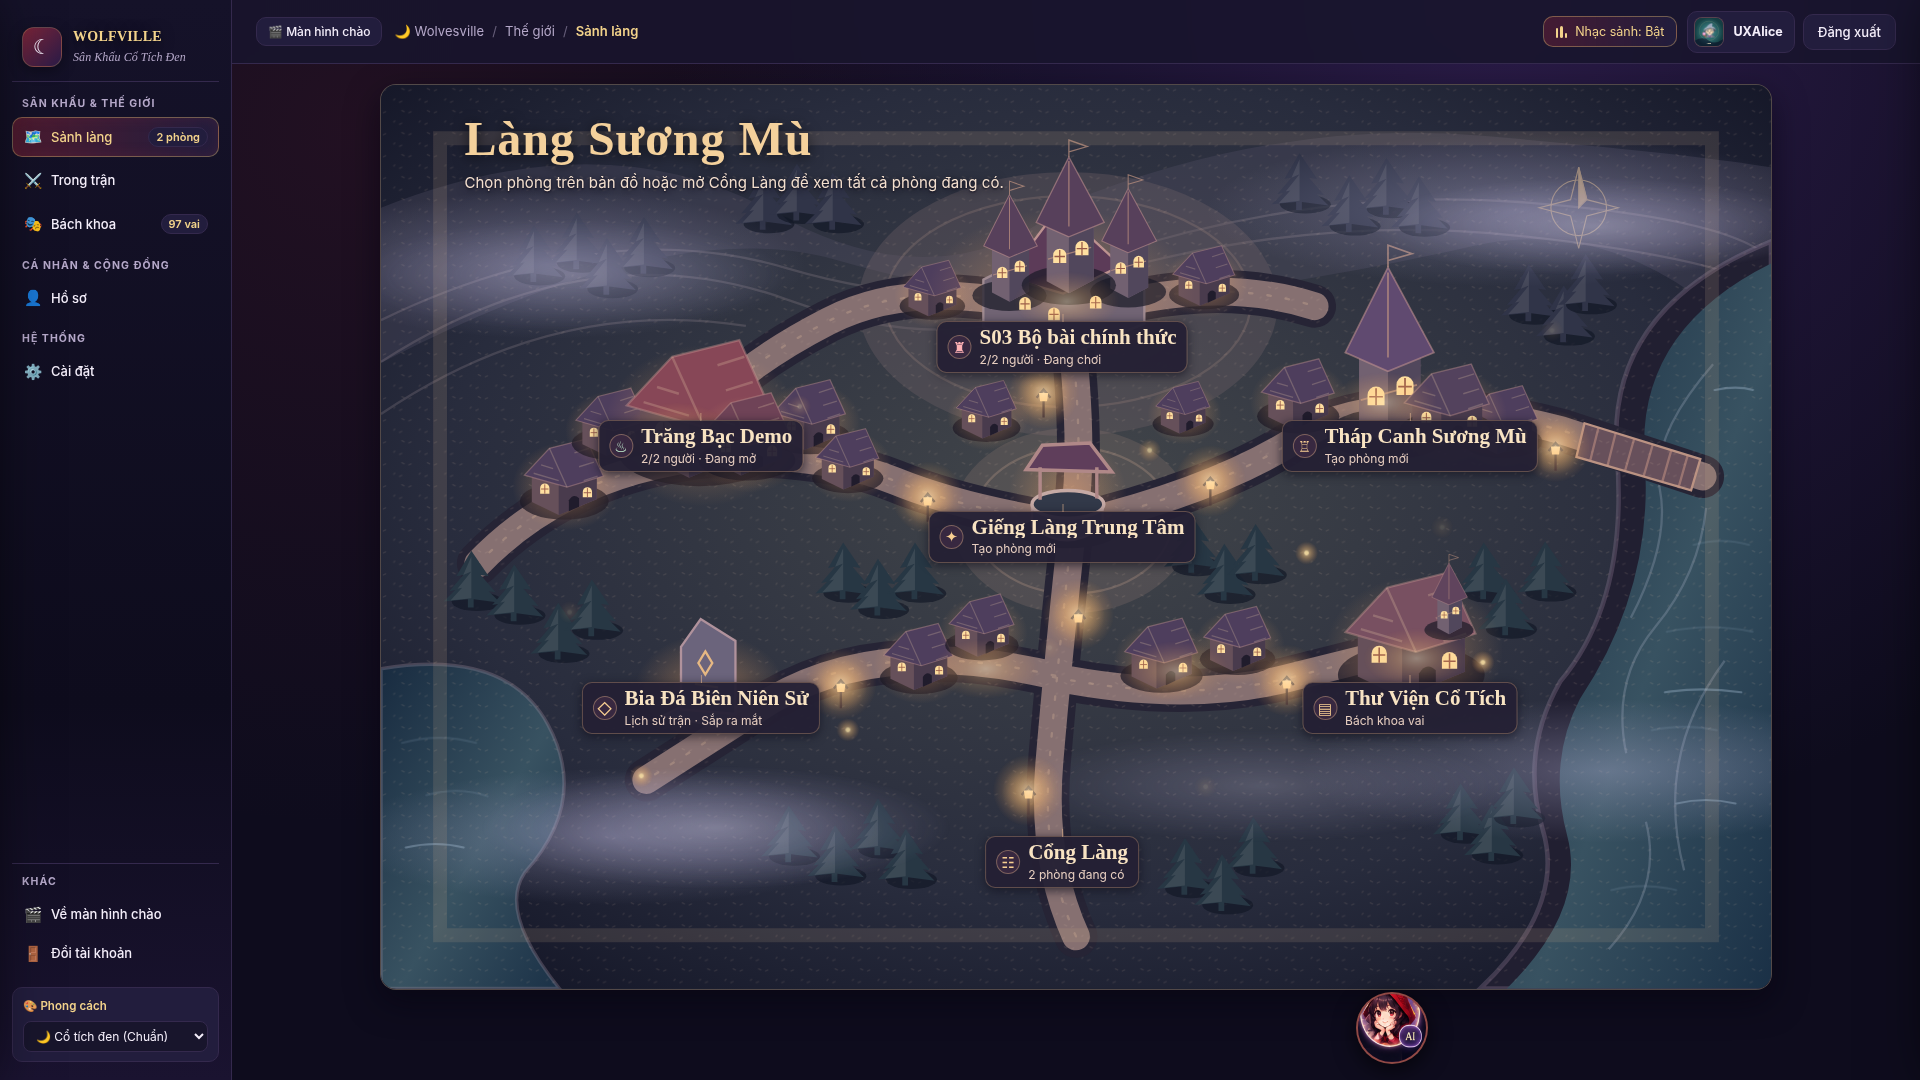 WOLFVILLE
Sân Khấu Cổ Tích Đen
SÂN KHẤU & THẾ GIỚI
Sảnh làng
2 phòng
Trong trận
Bách khoa
97 vai
CÁ NHÂN & CỘNG ĐỒNG
Hồ sơ
HỆ THỐNG
Cài đặt
KHÁC
Về màn hình chào
Đổi tài khoản
Phong cách
Cổ tích đen (Chuẩn)
Màn hình chào
Wolvesville / Thế giới / Sảnh làng
Nhạc sảnh: Bật
UXAlice
Đăng xuất
Làng Sương Mù
Chọn phòng trên bản đồ hoặc mở Cổng Làng để xem tất cả phòng đang có.
S03 Bộ bài chính thức
2/2 người · Đang chơi
Trăng Bạc Demo
2/2 người · Đang mở
Tháp Canh Sương Mù
Tạo phòng mới
Giếng Làng Trung Tâm
Tạo phòng mới
Bia Đá Biên Niên Sử
Lịch sử trận · Sắp ra mắt
Thư Viện Cổ Tích
Bách khoa vai
Cổng Làng
2 phòng đang có
AI